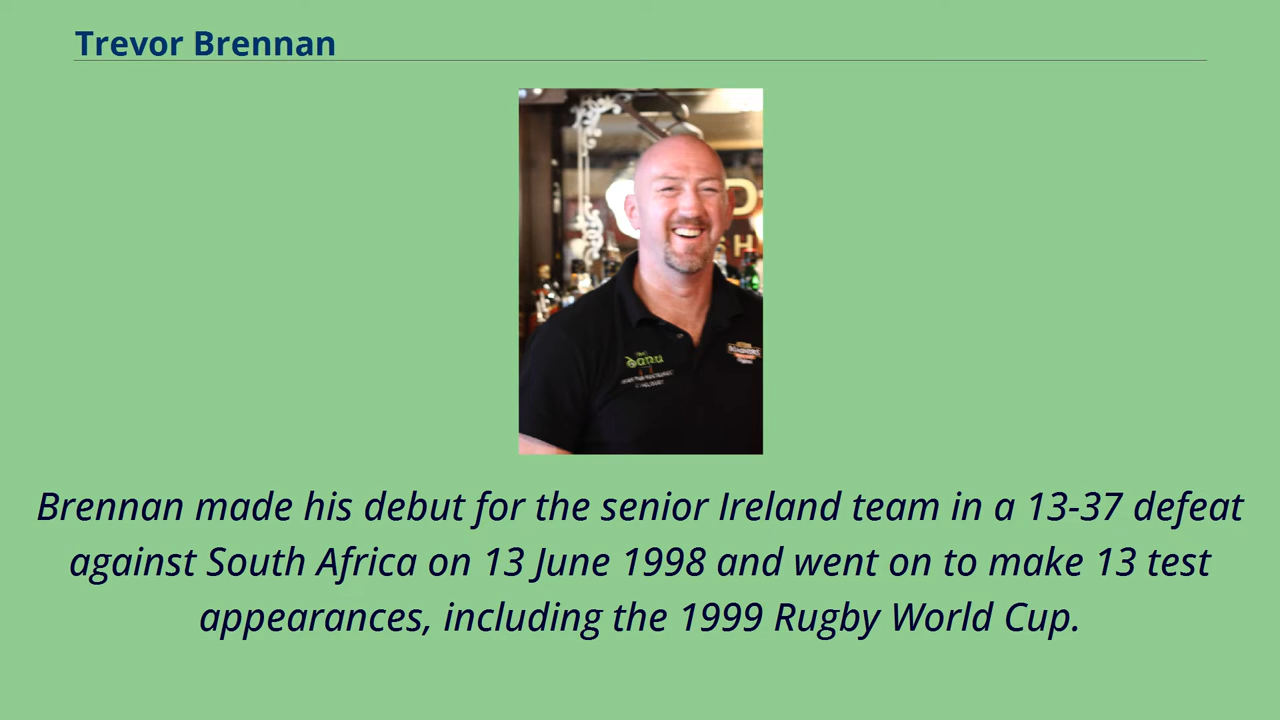 Trevor Brennan
Brennan made his debut for the senior Ireland team in a 13-37 defeat
against South Africa on 13 June 1998 and went on to make 13 test
appearances, including the 1999 Rugby World Cup.